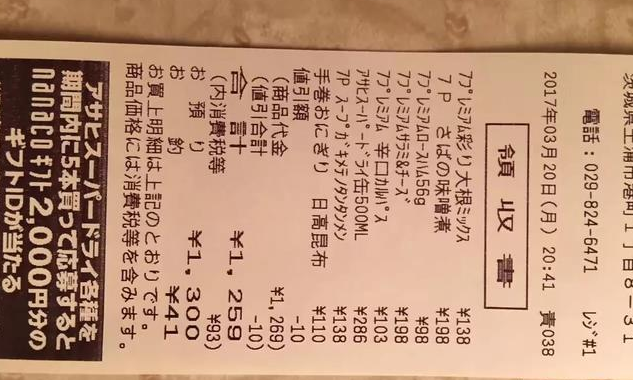 茨城県土浦市港町1丁目8-31
電話：029-824-6471 ﾚｼﾞ#1
2017年03月20日(月) 20:41 責038
領収書
7ﾌﾟﾚﾐｱﾑ彩り大根ミックス ¥138
7P さばの味噌煮 ¥198
7ﾌﾟﾚﾐｱﾑﾛｰｽﾊﾑ56g ¥98
7ﾌﾟﾚﾐｱﾑサラミ&チーズ ¥198
7ﾌﾟﾚﾐｱﾑ 辛口カルパス ¥103
ｱｻﾋｽｰﾊﾟｰﾄﾞﾗｲ缶500ML ¥286
7P ｽｰﾌﾟｶﾞｷﾒﾃﾉﾀﾝﾀﾝﾒﾝ ¥138
手巻おにぎり 日高昆布 ¥110
値引額 -10
(商品代金 ¥1,269)
(値引合計 -10)
合計 ¥1,259
(内消費税等 ¥93)
お預り ¥1,300
お釣 ¥41
お買上明細は上記のとおりです。
商品価格には消費税等を含みます。
アサヒスーパードライ各種を
期間内に5本買って応募すると
nanacoｷﾞﾌﾄ2,000円分の
ギフトIDが当たる